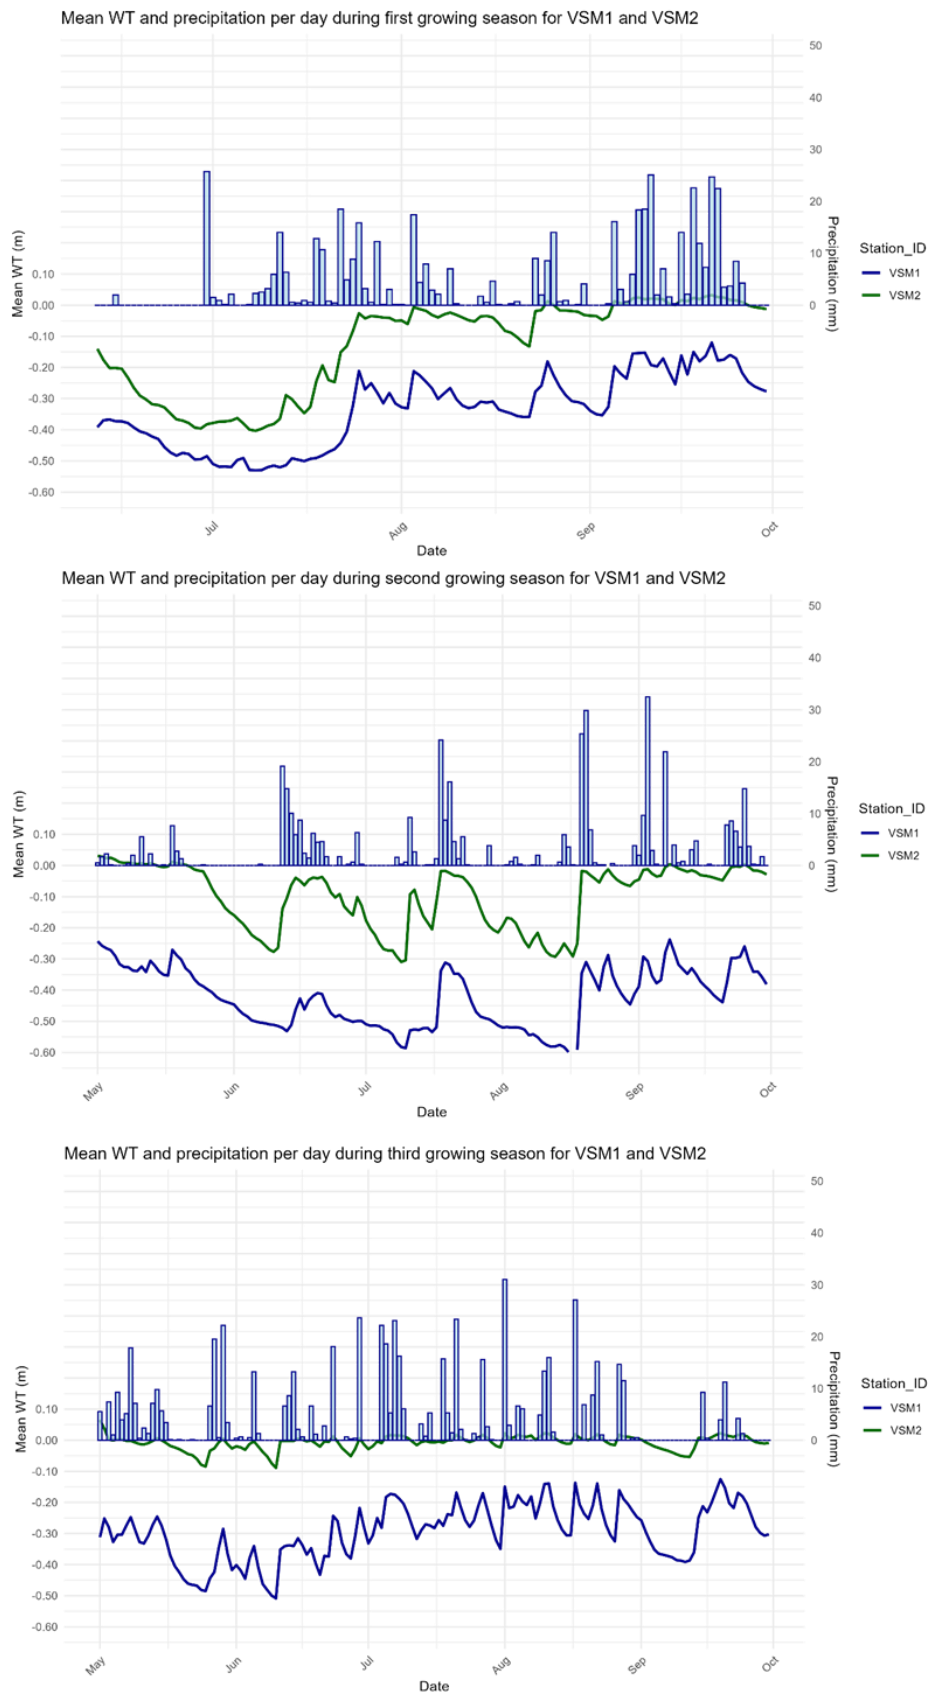 Mean WT and precipitation per day during first growing season for VSM1 and VSM2
50
40
30
20
10
0
0.10
0.00
-0.10
-0.20
-0.30
-0.40
-0.50
-0.60
Mean WT (m)
Precipitation (mm)
Station_ID
VSM1
VSM2
Jul
Aug
Sep
Oct
Date
Mean WT and precipitation per day during second growing season for VSM1 and VSM2
50
40
30
20
10
0
0.10
0.00
-0.10
-0.20
-0.30
-0.40
-0.50
-0.60
Mean WT (m)
Precipitation (mm)
Station_ID
VSM1
VSM2
May
Jun
Jul
Aug
Sep
Oct
Date
Mean WT and precipitation per day during third growing season for VSM1 and VSM2
50
40
30
20
10
0
0.10
0.00
-0.10
-0.20
-0.30
-0.40
-0.50
-0.60
Mean WT (m)
Precipitation (mm)
Station_ID
VSM1
VSM2
May
Jun
Jul
Aug
Sep
Oct
Date